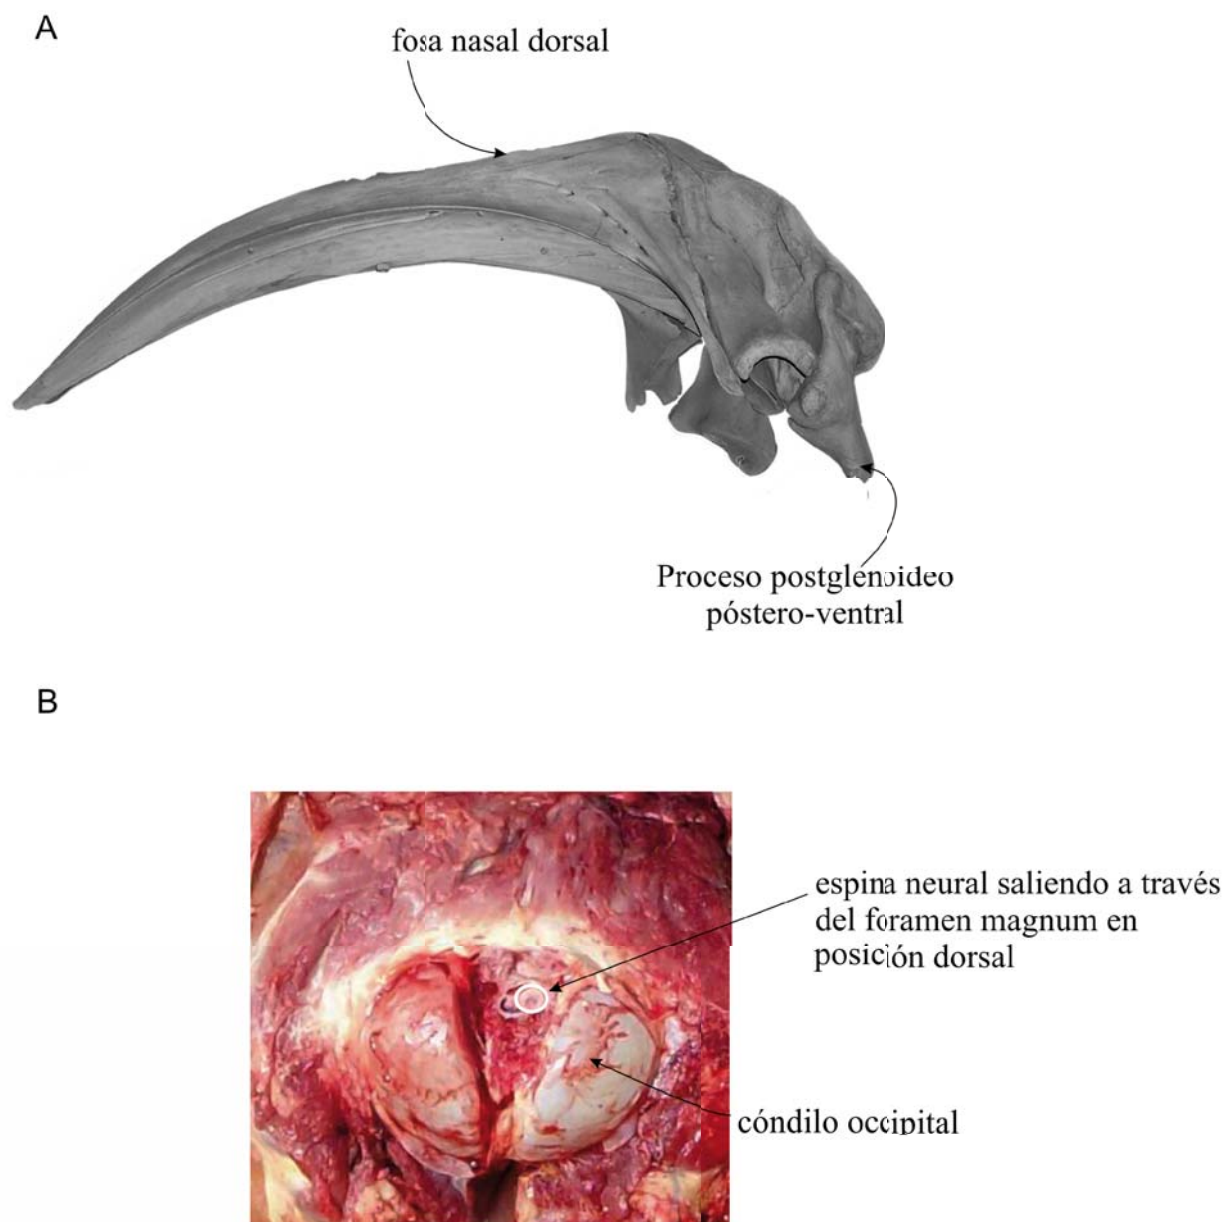 A
fosa nasal dorsal
Proceso postglenoideo
póstero-ventral
B
espina neural saliendo a través
del foramen magnum en
posición dorsal
cóndilo occipital